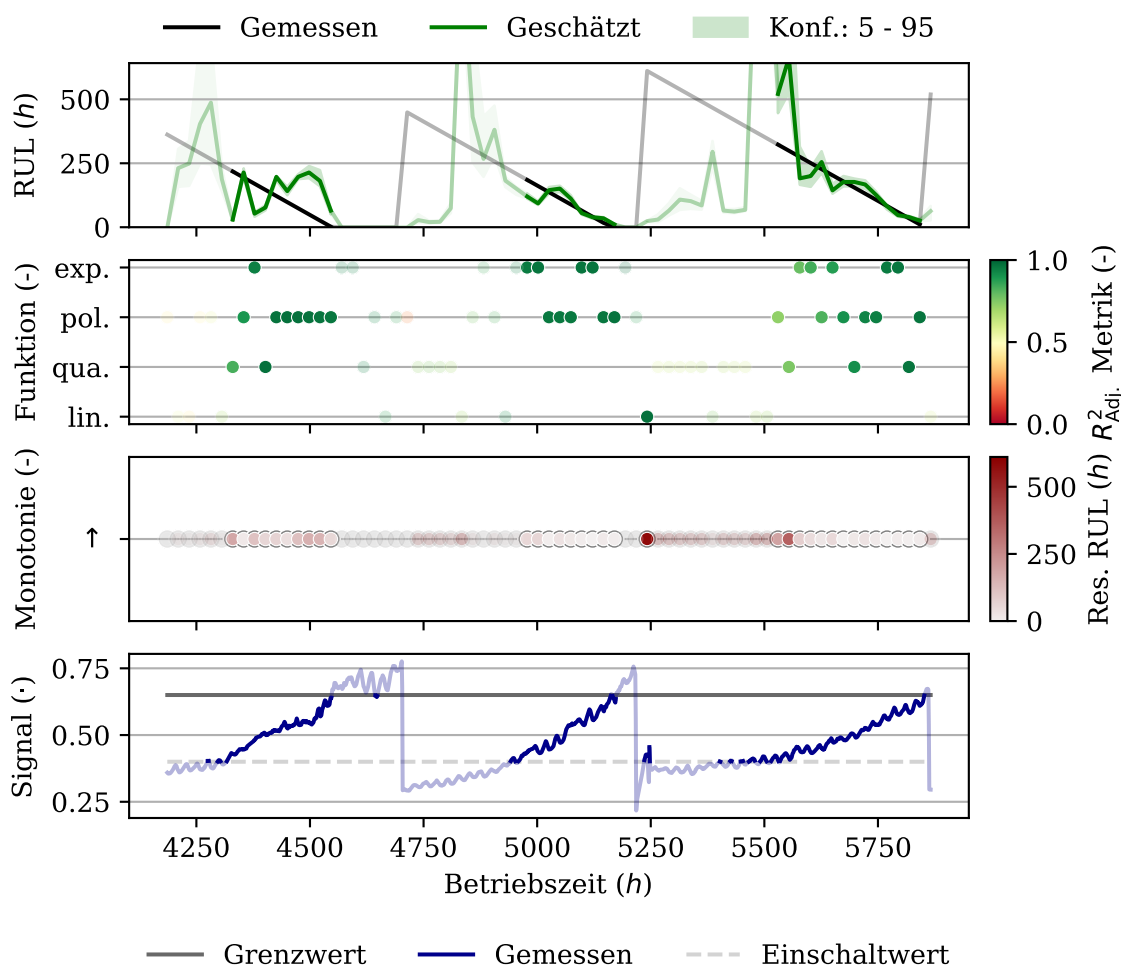 Gemessen Geschätzt Konf.: 5 - 95
RUL (h)
500
250
0
Funktion (-)
exp.
pol.
qua.
lin.
1.0
0.5
0.0
R²Adj. Metrik (-)
Monotonie (-)
↑
500
250
0
Res. RUL (h)
Signal (·)
0.75
0.50
0.25
4250 4500 4750 5000 5250 5500 5750
Betriebszeit (h)
Grenzwert Gemessen Einschaltwert